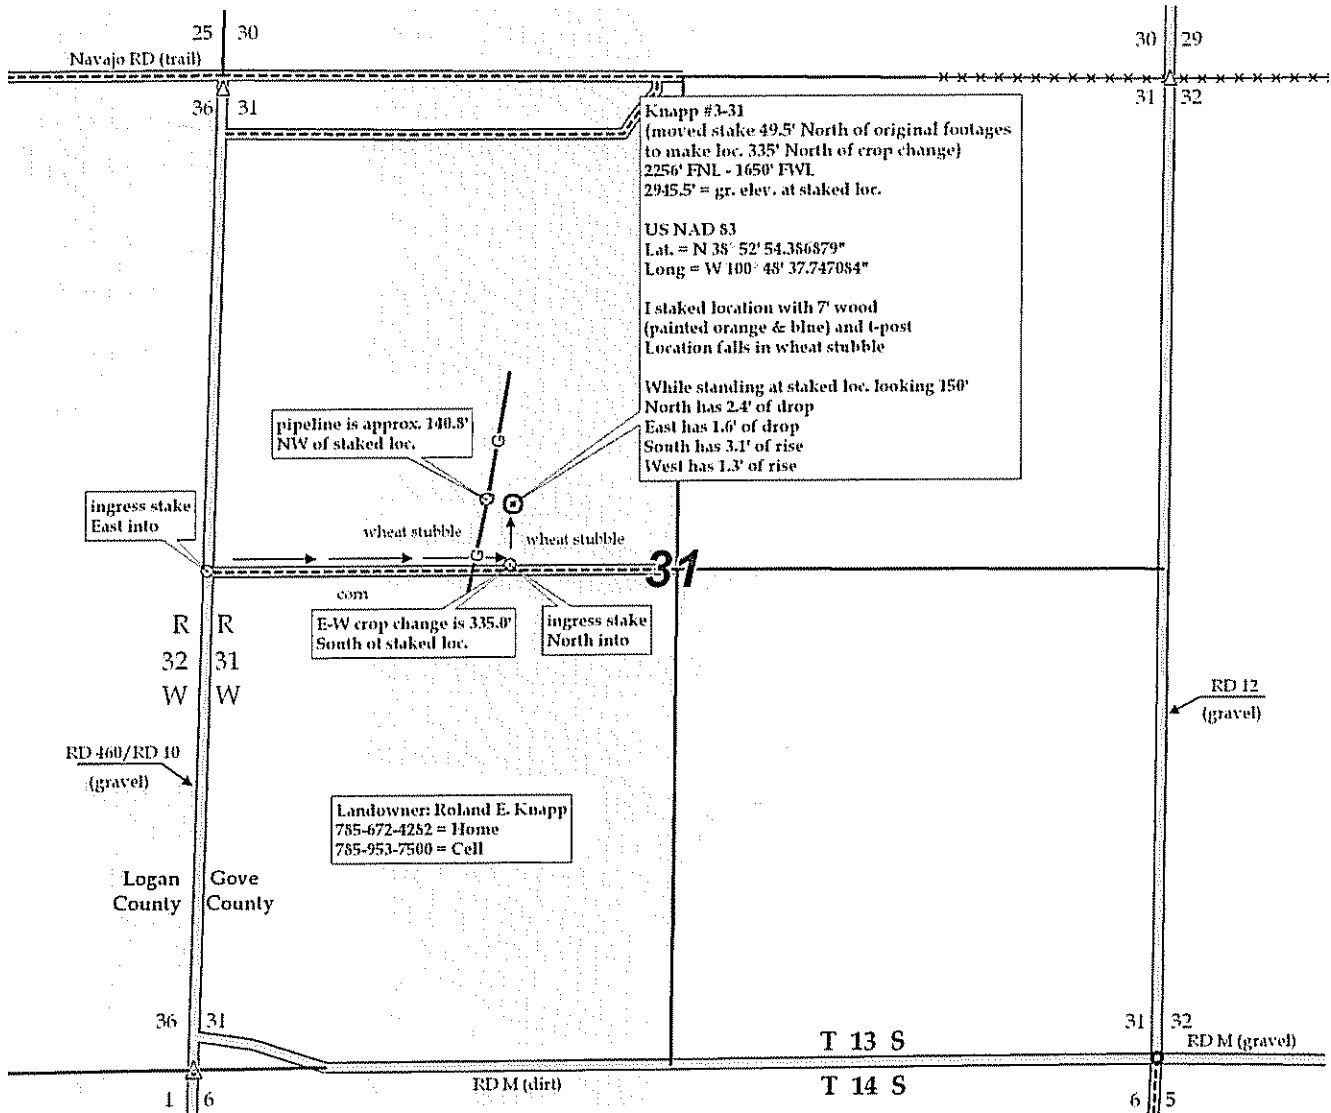 25 30
30 29
Navajo RD (trail)
36 31
31 32
Knapp #3-31
(moved stake 49.5' North of original footages
to make loc. 335' North of crop change)
2256' FNL - 1650' FWL
2945.5' = gr. elev. at staked loc.
US NAD 83
Lat. = N 38° 52' 54.386879"
Long = W 100° 48' 37.747084"
I staked location with 7' wood
(painted orange & blue) and t-post
Location falls in wheat stubble
While standing at staked loc. looking 150'
North has 2.4' of drop
East has 1.6' of drop
South has 3.1' of rise
West has 1.3' of rise
pipeline is approx. 140.8'
NW of staked loc.
G
G
G
ingress stake
East into
wheat stubble
wheat stubble
31
corn
E-W crop change is 335.0'
South of staked loc.
ingress stake
North into
R R
32 31
W W
RD 12
(gravel)
RD 460/RD 10
(gravel)
Landowner: Roland E. Knapp
785-672-4282 = Home
785-953-7500 = Cell
Logan Gove
County County
36 31
31 32
T 13 S
RD M (gravel)
RD M (dirt)
T 14 S
1 6
6 5